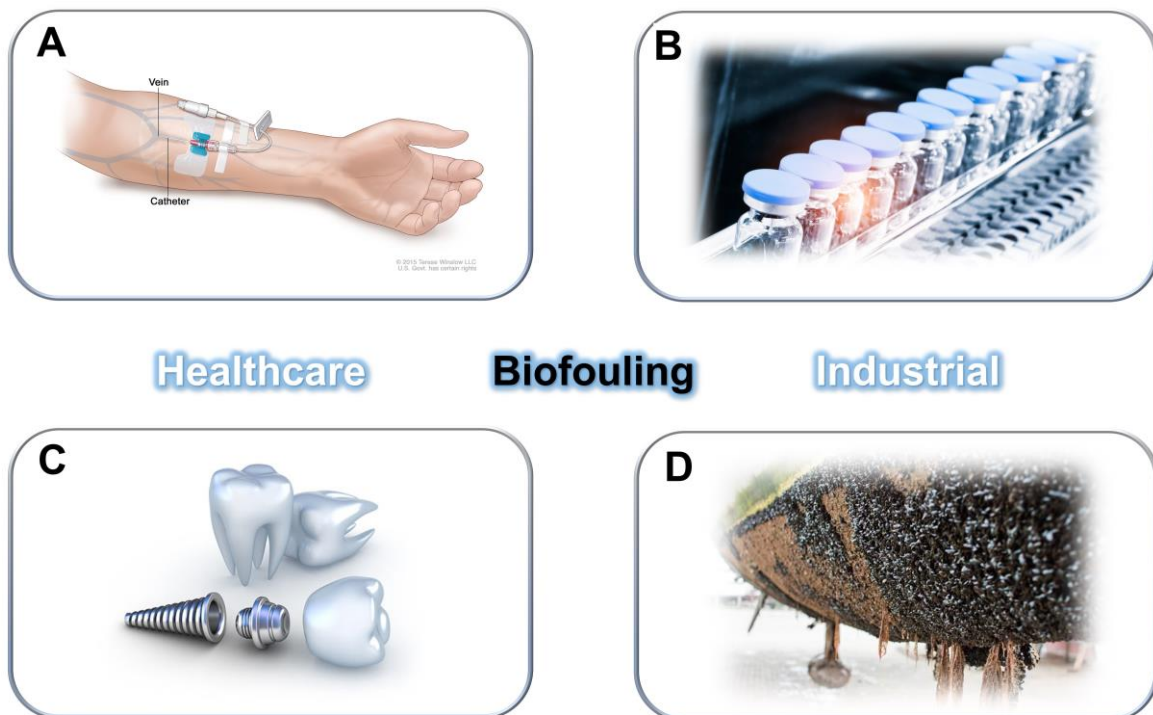 A
B
Vein
Catheter
© 2015 Terese Winslow LLC
U.S. Govt. has certain rights
Healthcare
Biofouling
Industrial
C
D